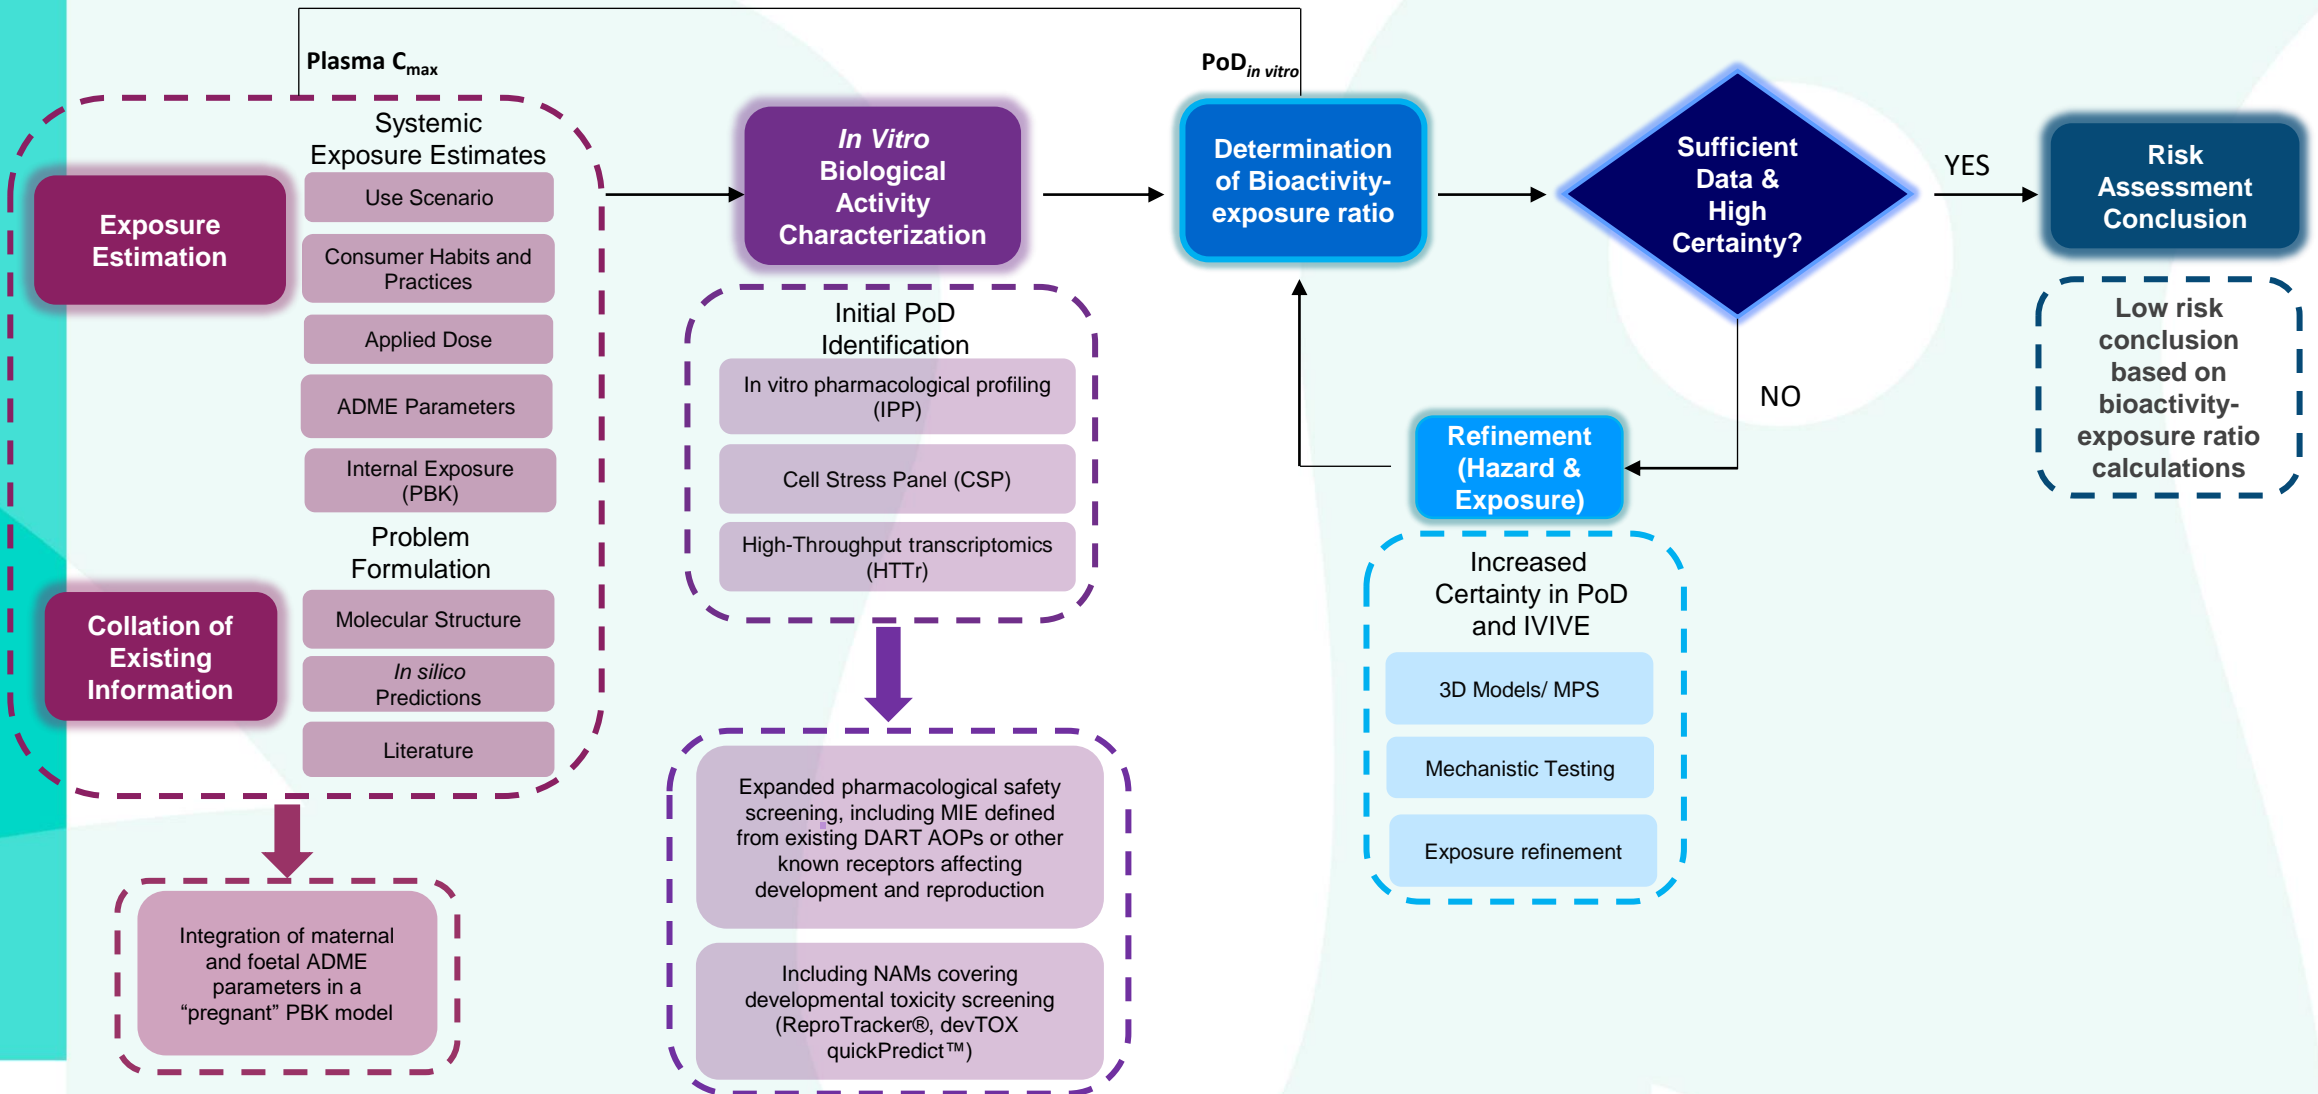 Plasma Cmax
PoDin vitro
Systemic
Exposure Estimates
Exposure
Estimation
Use Scenario
Consumer Habits and
Practices
Applied Dose
ADME Parameters
Internal Exposure
(PBK)
Problem
Formulation
Collation of
Existing
Information
Molecular Structure
In silico
Predictions
Literature
Integration of maternal
and foetal ADME
parameters in a
“pregnant” PBK model
In Vitro
Biological
Activity
Characterization
Initial PoD
Identification
In vitro pharmacological profiling
(IPP)
Cell Stress Panel (CSP)
High-Throughput transcriptomics
(HTTr)
Expanded pharmacological safety
screening, including MIE defined
from existing DART AOPs or other
known receptors affecting
development and reproduction
Including NAMs covering
developmental toxicity screening
(ReproTracker®, devTOX
quickPredict™)
Determination
of Bioactivity-
exposure ratio
Sufficient
Data &
High
Certainty?
YES
NO
Refinement
(Hazard &
Exposure)
Increased
Certainty in PoD
and IVIVE
3D Models/ MPS
Mechanistic Testing
Exposure refinement
Risk
Assessment
Conclusion
Low risk
conclusion
based on
bioactivity-
exposure ratio
calculations